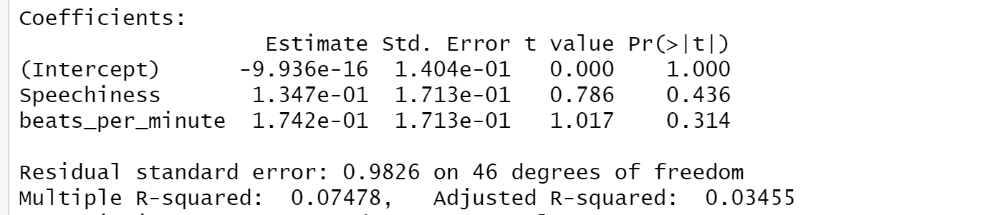 Coefficients:
Estimate Std. Error t value Pr(>|t|)
(Intercept) -9.936e-16 1.404e-01 0.000 1.000
Speechiness 1.347e-01 1.713e-01 0.786 0.436
beats_per_minute 1.742e-01 1.713e-01 1.017 0.314
Residual standard error: 0.9826 on 46 degrees of freedom
Multiple R-squared: 0.07478, Adjusted R-squared: 0.03455